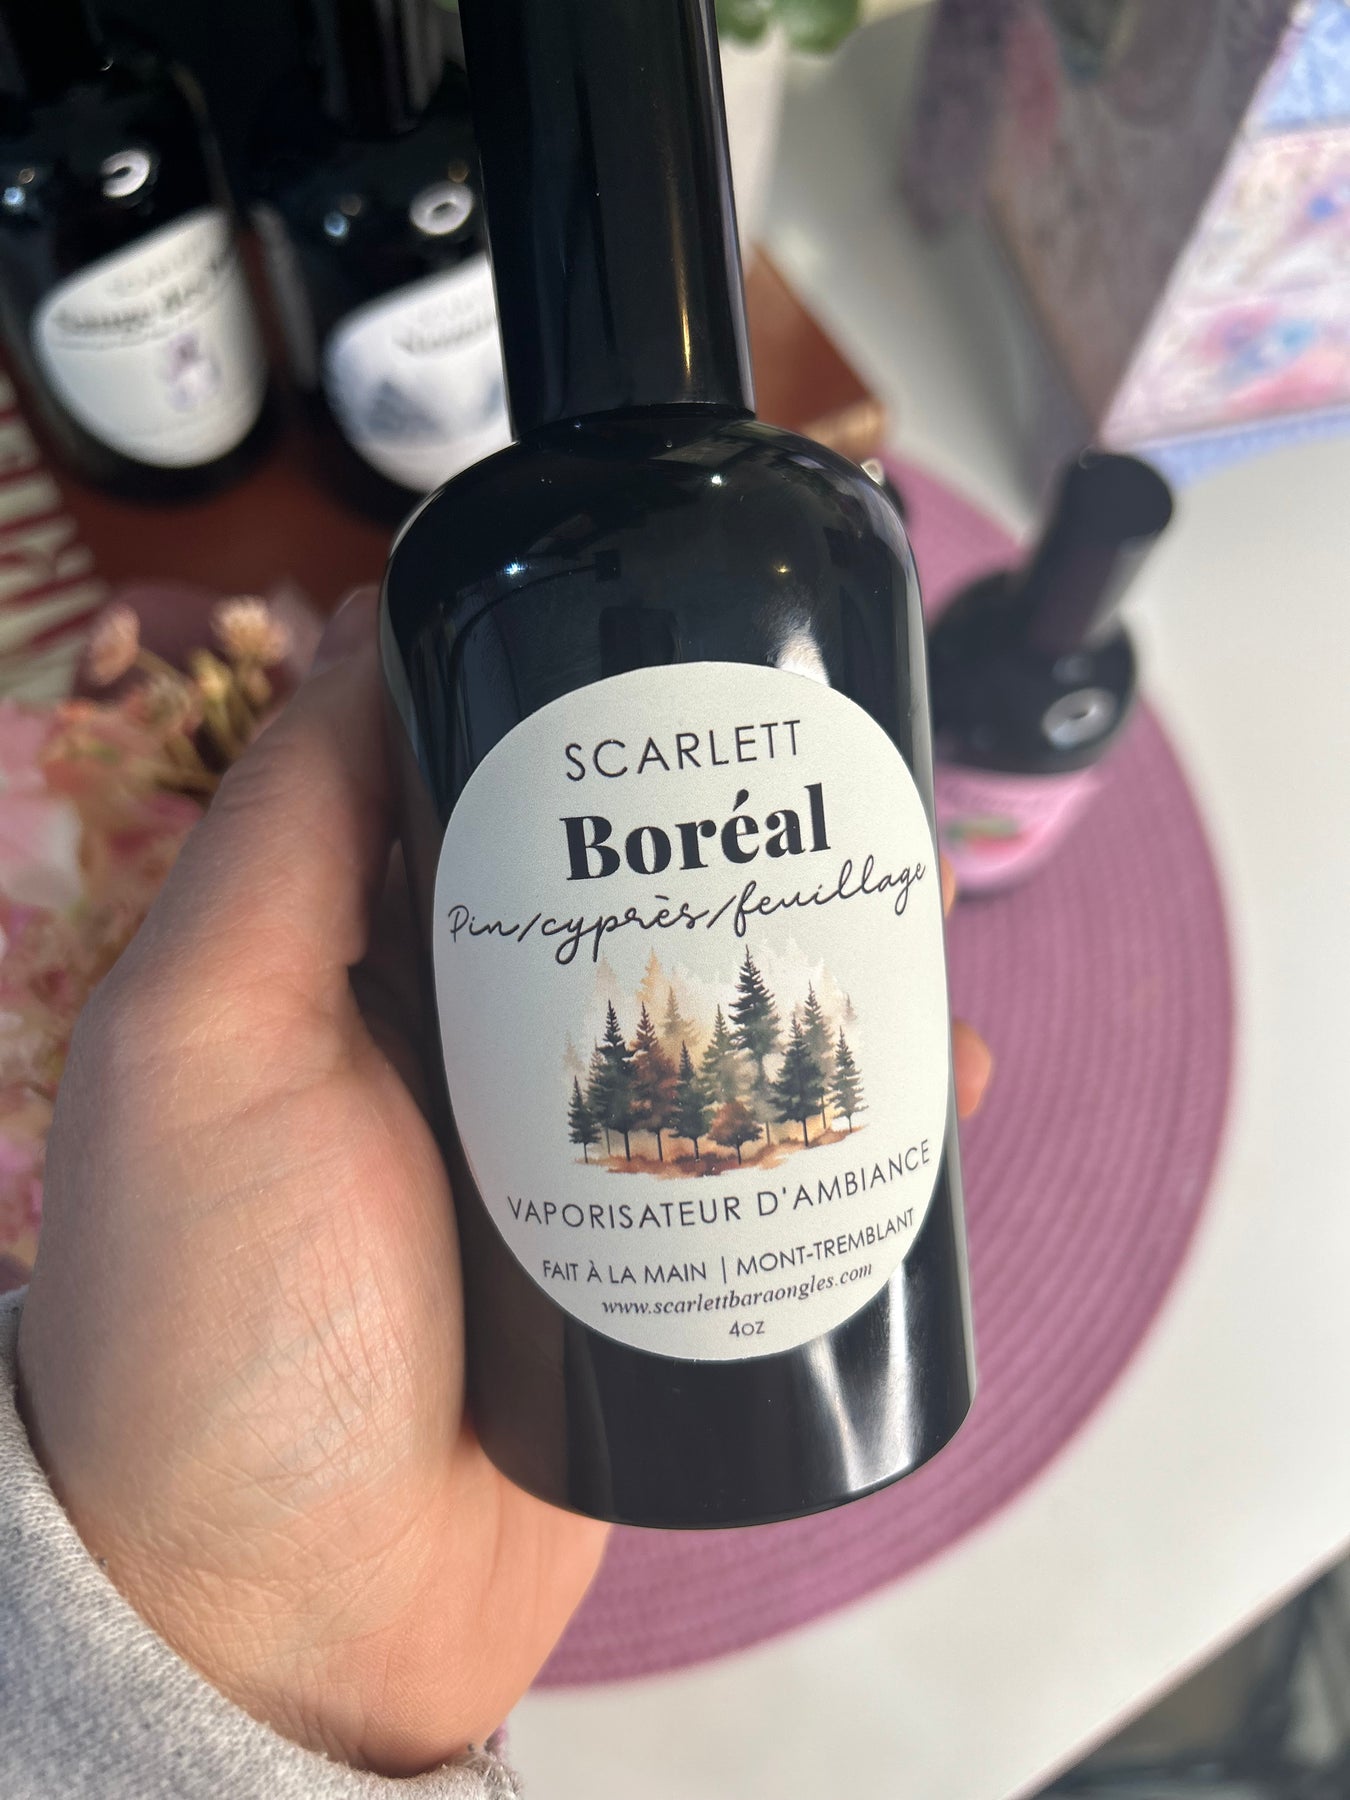 SCARLETT
Boréal
Pin/cyprès/feuillage
VAPORISATEUR D'AMBIANCE
FAIT À LA MAIN | MONT-TREMBLANT
www.scarlettbaraongles.com
4oz